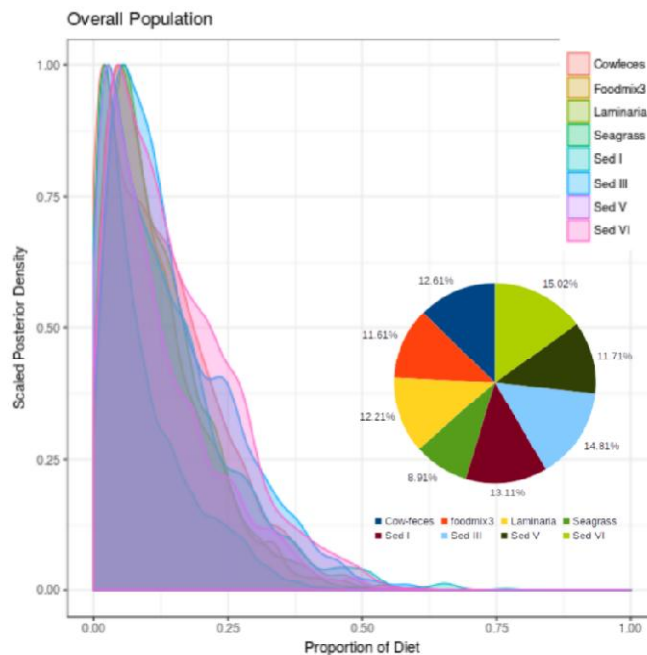 Overall Population
1.00
0.75
0.50
0.25
0.00
Scaled Posterior Density
0.00 0.25 0.50 0.75 1.00
Proportion of Diet
Cowfeces
Foodmix3
Laminaria
Seagrass
Sed I
Sed III
Sed V
Sed VI
12.61% 15.02%
11.61% 11.71%
12.21% 14.81%
8.91% 13.11%
Cow-feces foodmix3 Laminaria Seagrass
Sed I Sed III Sed V Sed VI